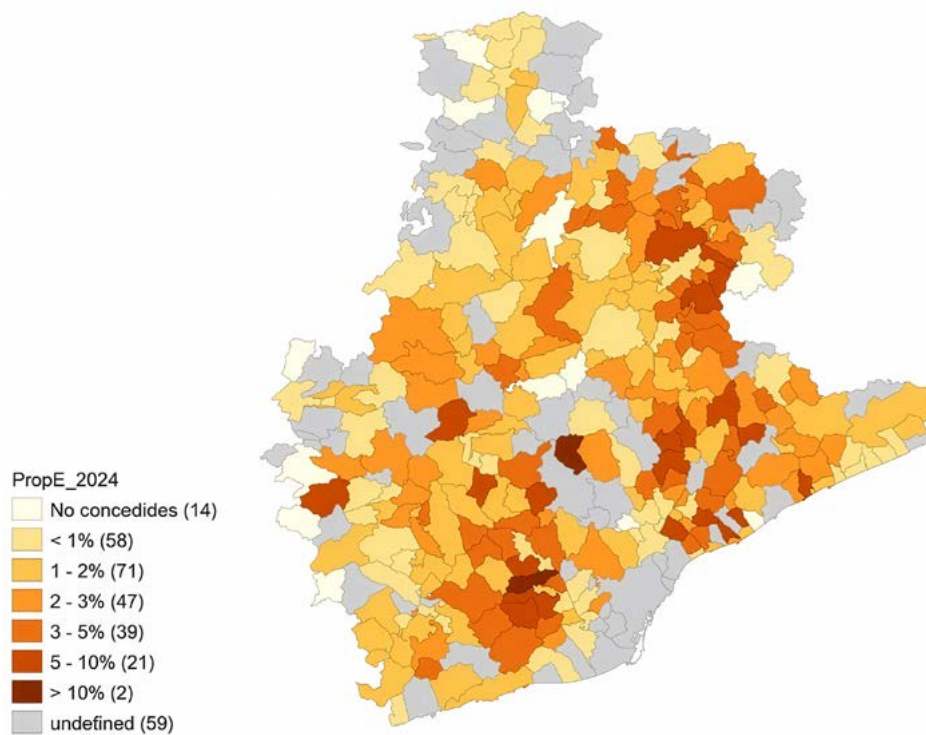 PropE_2024
No concedides (14)
< 1% (58)
1 - 2% (71)
2 - 3% (47)
3 - 5% (39)
5 - 10% (21)
> 10% (2)
undefined (59)